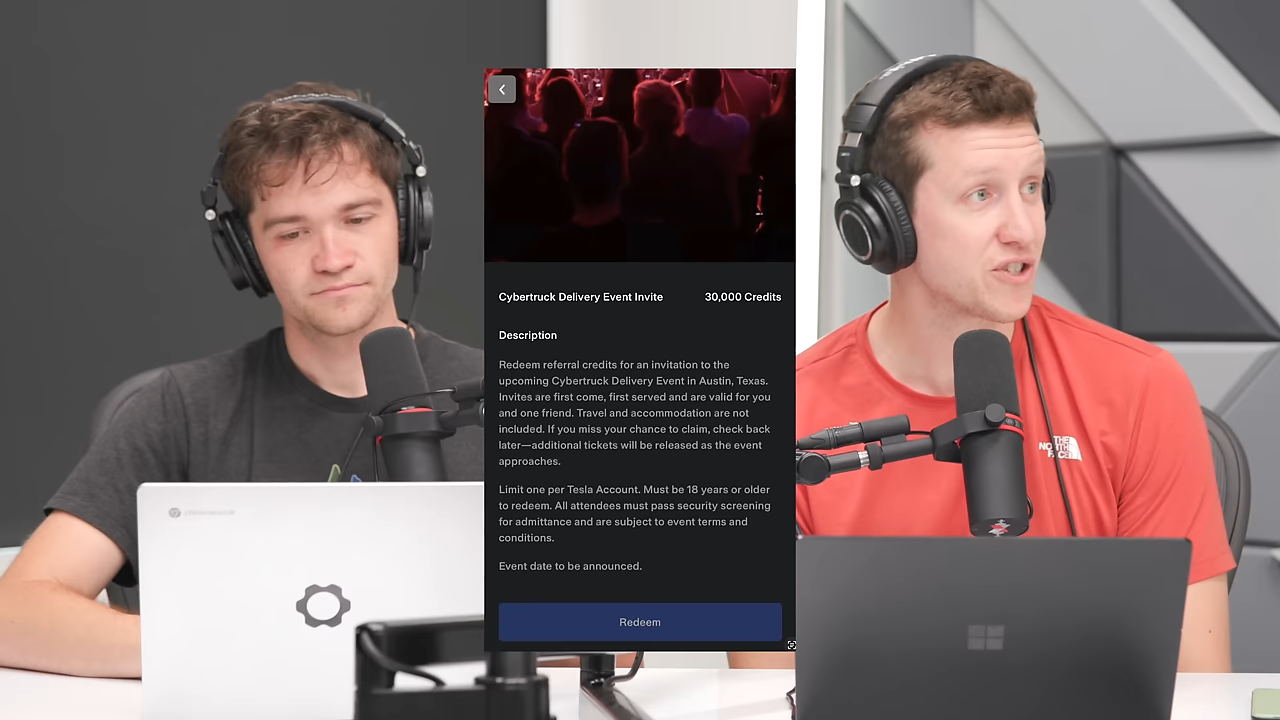 Cybertruck Delivery Event Invite
30,000 Credits
Description
Redeem referral credits for an invitation to the
upcoming Cybertruck Delivery Event in Austin, Texas.
Invites are first come, first served and are valid for you
and one friend. Travel and accommodation are not
included. If you miss your chance to claim, check back
later—additional tickets will be released as the event
approaches.
Limit one per Tesla Account. Must be 18 years or older
to redeem. All attendees must pass security screening
for admittance and are subject to event terms and
conditions.
Event date to be announced.
Redeem
THE
NORTH
FACE